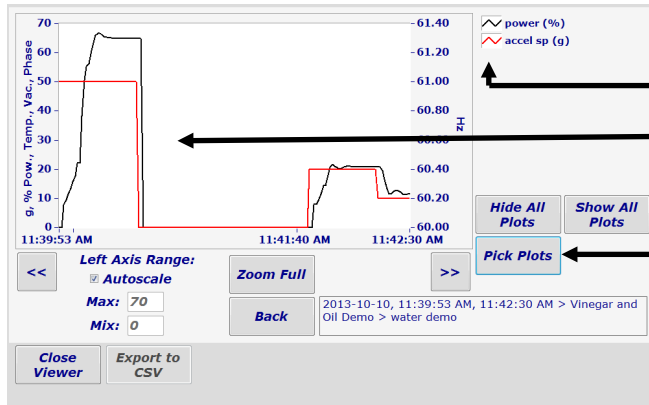 70
60
50
40
30
20
10
0
g, % Pow., Temp., Vac., Phase
61.40
61.20
61.00
60.80
60.60
60.40
60.20
60.00
Hz
11:39:53 AM
11:41:40 AM
11:42:30 AM
power (%)
accel sp (g)
Hide All
Plots
Show All
Plots
Pick Plots
<<
Left Axis Range:
Autoscale
Max: 70
Mix: 0
Zoom Full
Back
>>
2013-10-10, 11:39:53 AM, 11:42:30 AM > Vinegar and
Oil Demo > water demo
Close
Viewer
Export to
CSV